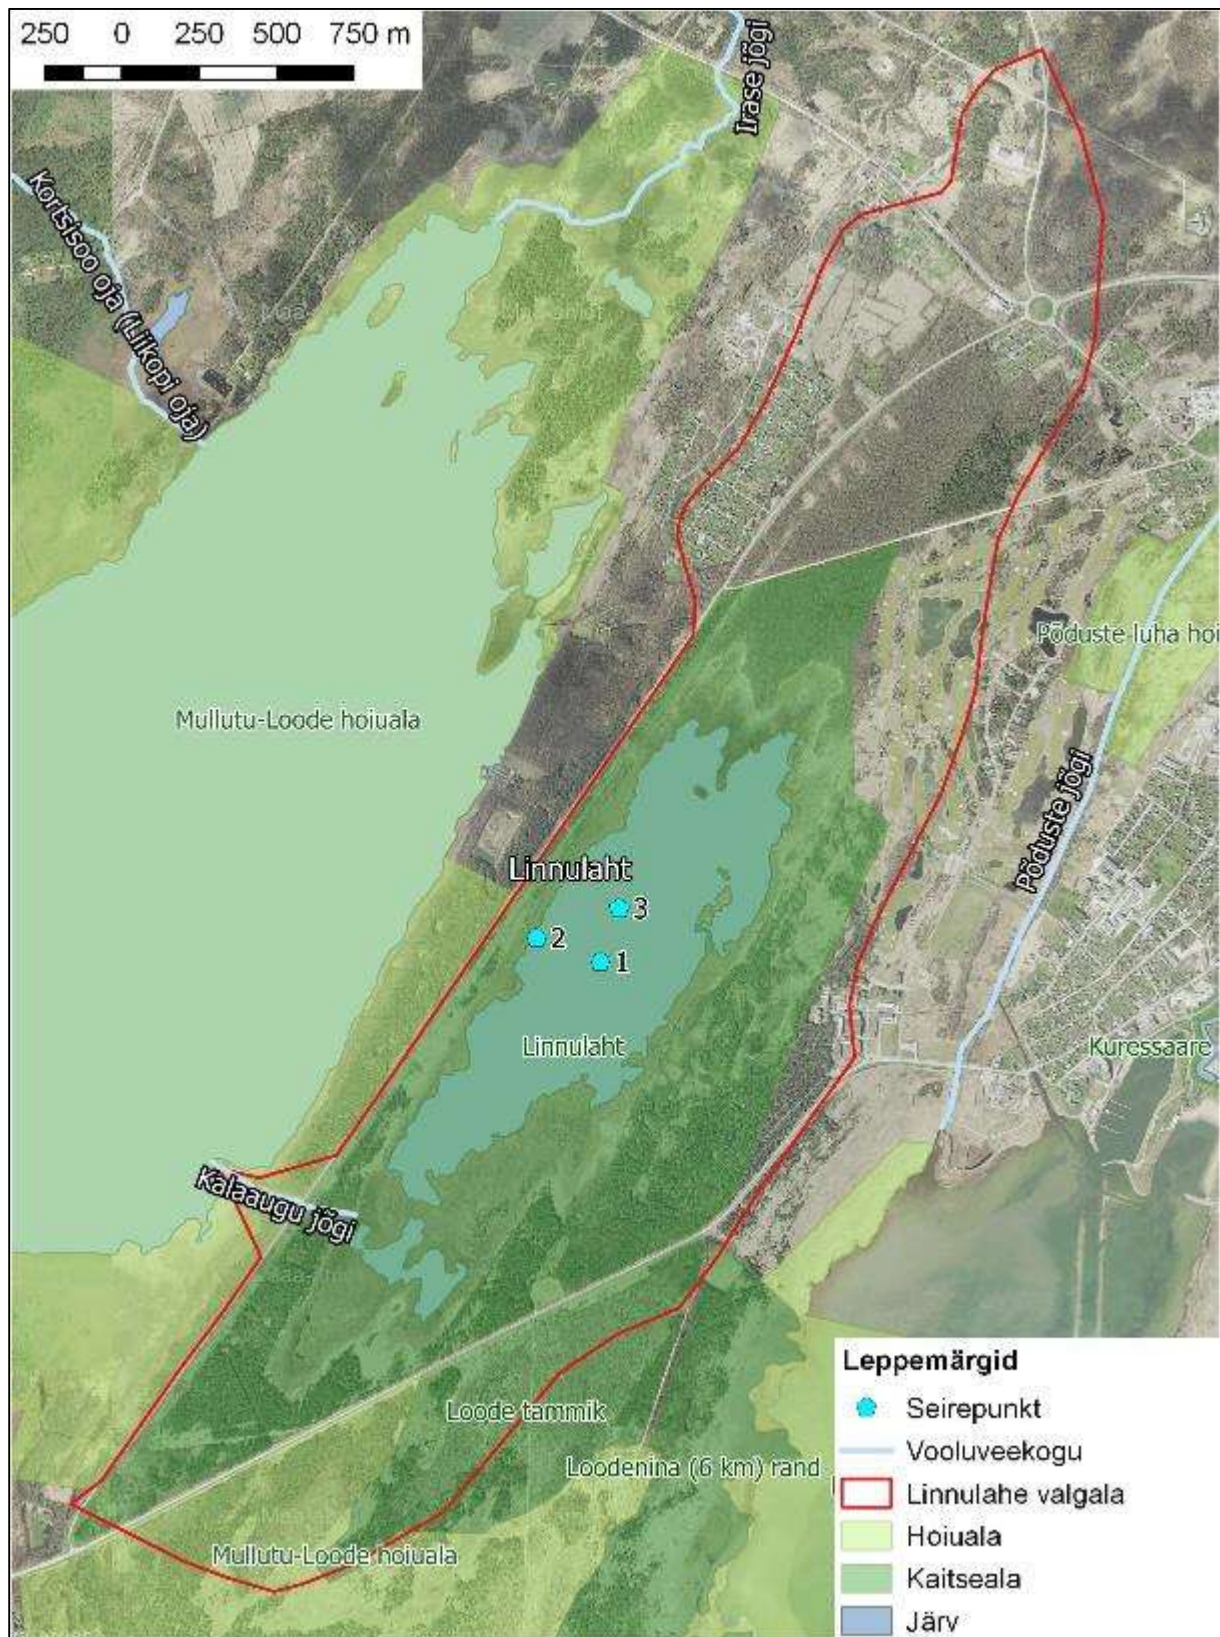 250 0 250 500 750 m
Irase jõgi
Kortsisoo oja (Liikopi oja)
Põduste luha hoi
Mullutu-Loode hoiuala
Põduste jõgi
Linnulaht
3
2
1
Linnulaht
Kuressaare
Kalaaugu jõgi
Loode tammik
Loodenina (6 km) rand
Mullutu-Loode hoiuala
Leppemärgid
Seirepunkt
Vooluveekogu
Linnulahe valgala
Hoiuala
Kaitseala
Järv